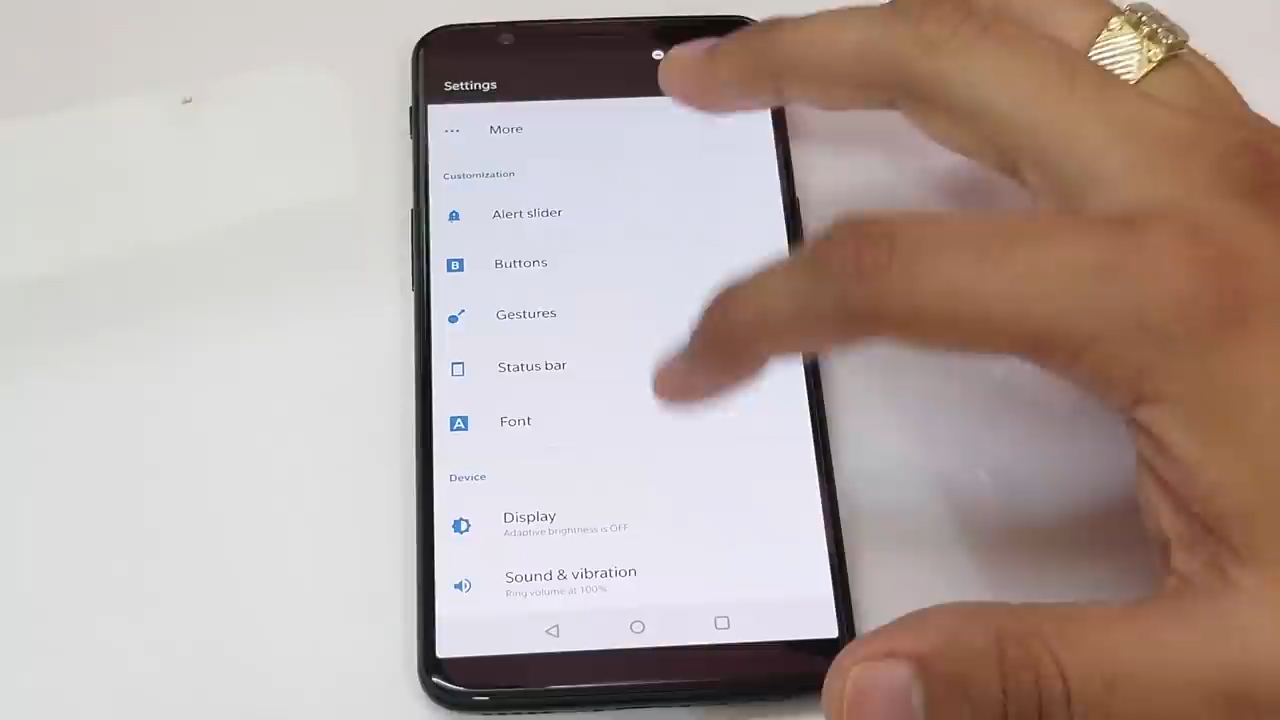 Settings
More
Customization
Alert slider
B
Buttons
Gestures
Status bar
A
Font
Device
Display
Adaptive brightness is OFF
Sound & vibration
Ring volume at 100%